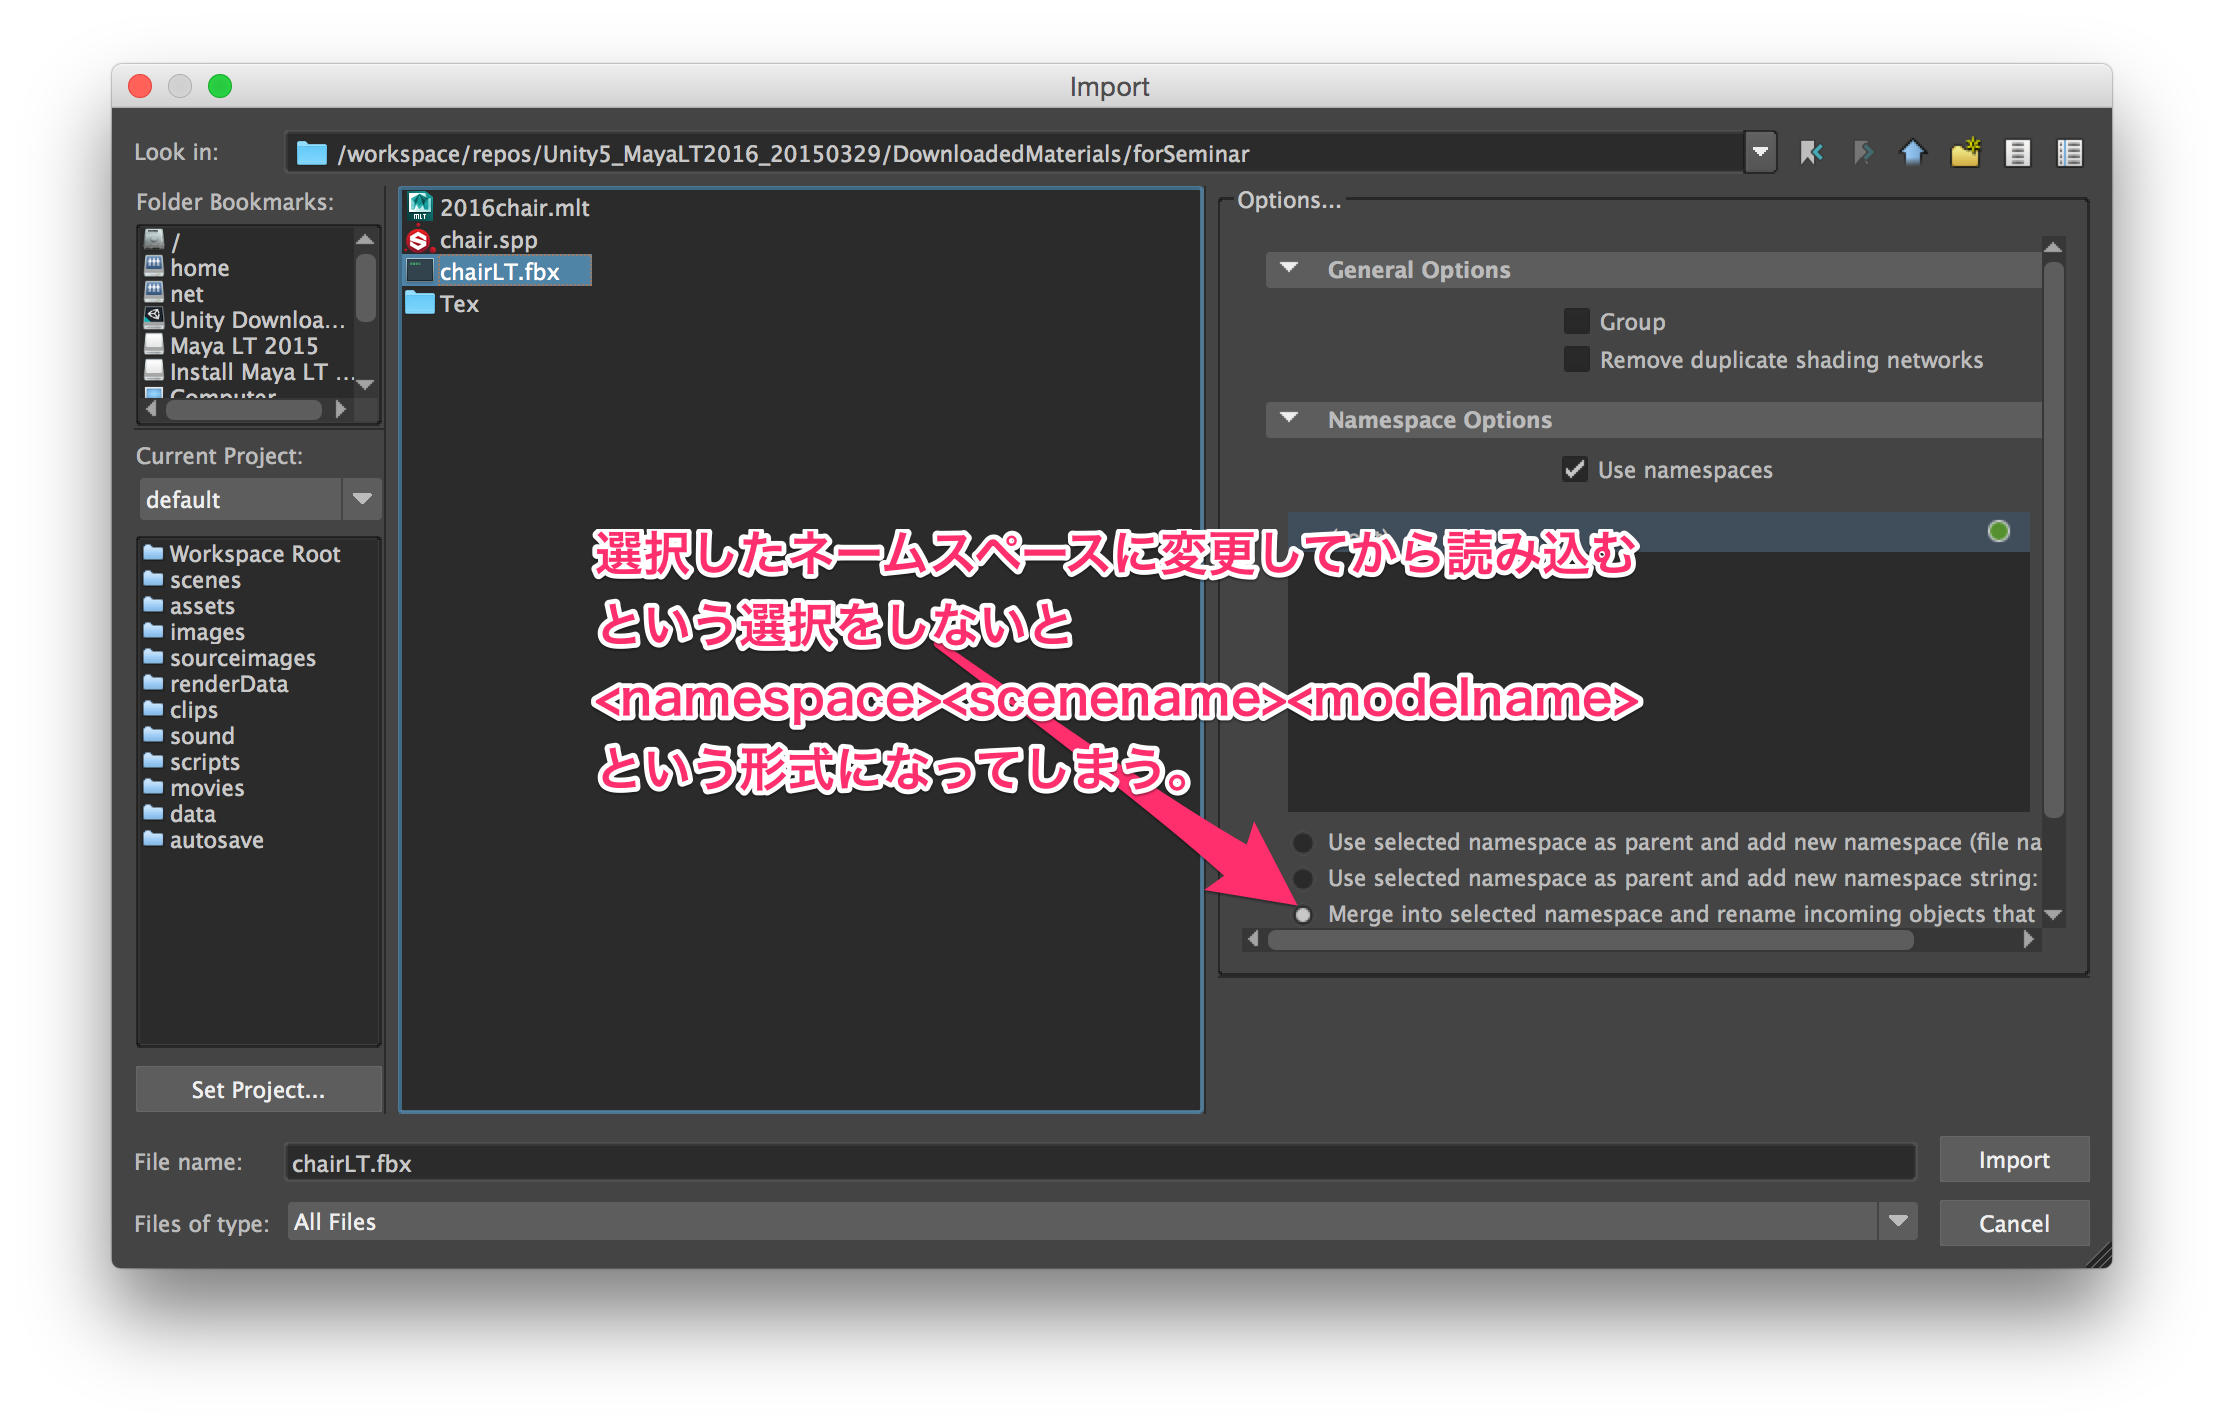 Import
Look in:
/workspace/repos/Unity5_MayaLT2016_20150329/DownloadedMaterials/forSeminar
Folder Bookmarks:
/
home
net
Unity Downloa...
Maya LT 2015
Install Maya LT ...
Computer
Current Project:
default
Workspace Root
scenes
assets
images
sourceimages
renderData
clips
sound
scripts
movies
data
autosave
Set Project...
2016chair.mlt
MLT
chair.spp
chairLT.fbx
Tex
Options...
General Options
Group
Remove duplicate shading networks
Namespace Options
Use namespaces
選択したネームスペースに変更してから読み込む
という選択をしないと
<namespace><scenename><modelname>
という形式になってしまう。
Use selected namespace as parent and add new namespace (file na
Use selected namespace as parent and add new namespace string:
Merge into selected namespace and rename incoming objects that
File name:
chairLT.fbx
Import
Files of type:
All Files
Cancel